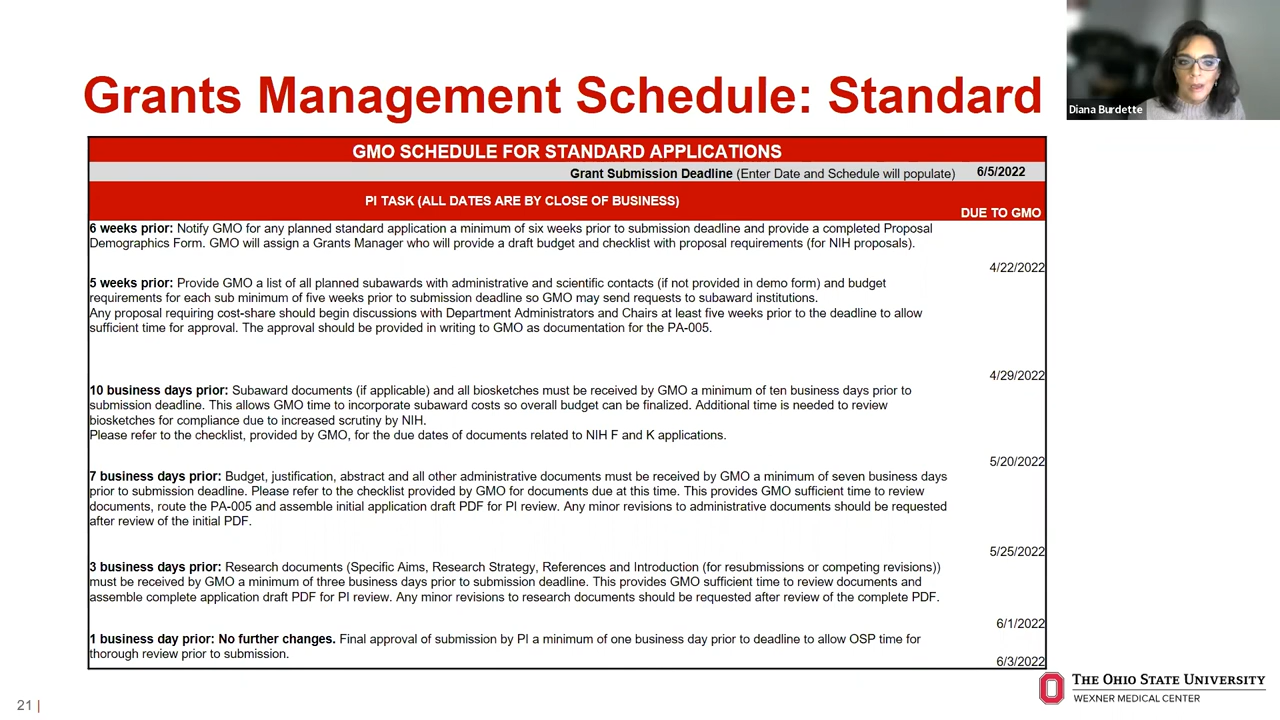 Grants Management Schedule: Standard
Diana Burdette
GMO SCHEDULE FOR STANDARD APPLICATIONS
Grant Submission Deadline (Enter Date and Schedule will populate) 6/5/2022
PI TASK (ALL DATES ARE BY CLOSE OF BUSINESS)
DUE TO GMO
6 weeks prior: Notify GMO for any planned standard application a minimum of six weeks prior to submission deadline and provide a completed Proposal
Demographics Form. GMO will assign a Grants Manager who will provide a draft budget and checklist with proposal requirements (for NIH proposals).
4/22/2022
5 weeks prior: Provide GMO a list of all planned subawards with administrative and scientific contacts (if not provided in demo form) and budget
requirements for each sub minimum of five weeks prior to submission deadline so GMO may send requests to subaward institutions.
Any proposal requiring cost-share should begin discussions with Department Administrators and Chairs at least five weeks prior to the deadline to allow
sufficient time for approval. The approval should be provided in writing to GMO as documentation for the PA-005.
4/29/2022
10 business days prior: Subaward documents (if applicable) and all biosketches must be received by GMO a minimum of ten business days prior to
submission deadline. This allows GMO time to incorporate subaward costs so overall budget can be finalized. Additional time is needed to review
biosketches for compliance due to increased scrutiny by NIH.
Please refer to the checklist, provided by GMO, for the due dates of documents related to NIH F and K applications.
5/20/2022
7 business days prior: Budget, justification, abstract and all other administrative documents must be received by GMO a minimum of seven business days
prior to submission deadline. Please refer to the checklist provided by GMO for documents due at this time. This provides GMO sufficient time to review
documents, route the PA-005 and assemble initial application draft PDF for PI review. Any minor revisions to administrative documents should be requested
after review of the initial PDF.
5/25/2022
3 business days prior: Research documents (Specific Aims, Research Strategy, References and Introduction (for resubmissions or competing revisions))
must be received by GMO a minimum of three business days prior to submission deadline. This provides GMO sufficient time to review documents and
assemble complete application draft PDF for PI review. Any minor revisions to research documents should be requested after review of the complete PDF.
6/1/2022
1 business day prior: No further changes. Final approval of submission by PI a minimum of one business day prior to deadline to allow OSP time for
thorough review prior to submission.
6/3/2022
THE OHIO STATE UNIVERSITY
WEXNER MEDICAL CENTER
21 |